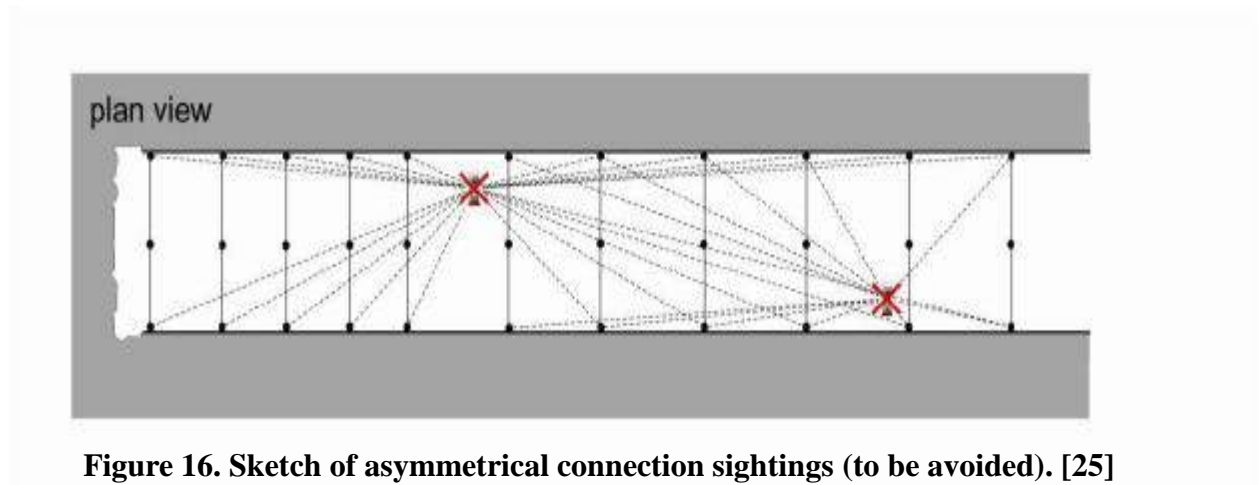 plan view
Figure 16. Sketch of asymmetrical connection sightings (to be avoided). [25]